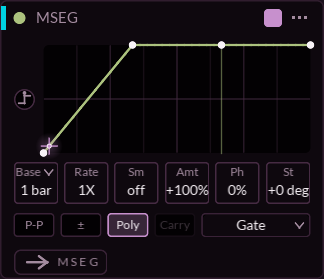 MSEG
Base Rate Sm Amt Ph St
1 bar 1X off +100% 0% +0 deg
P-P ± Poly Carry Gate
MSEG